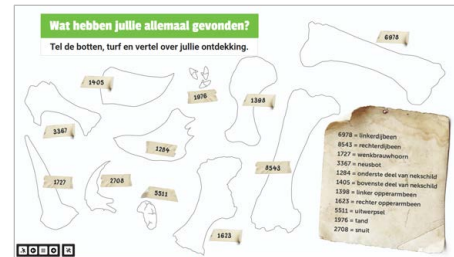 Wat hebben jullie allemaal gevonden?
Tel de botten, turf en vertel over jullie ontdekking.
6978
1405
1976
1398
3367
1284
8543
1727
2708
5511
1623
6978 = linkerdijbeen
8543 = rechterdijbeen
1727 = wenkbrauwhoorn
3367 = neusbot
1284 = onderste deel van nekschild
1405 = bovenste deel van nekschild
1398 = linker opperarmbeen
1623 = rechter opperarmbeen
5511 = uitwerpsel
1976 = tand
2708 = snuit